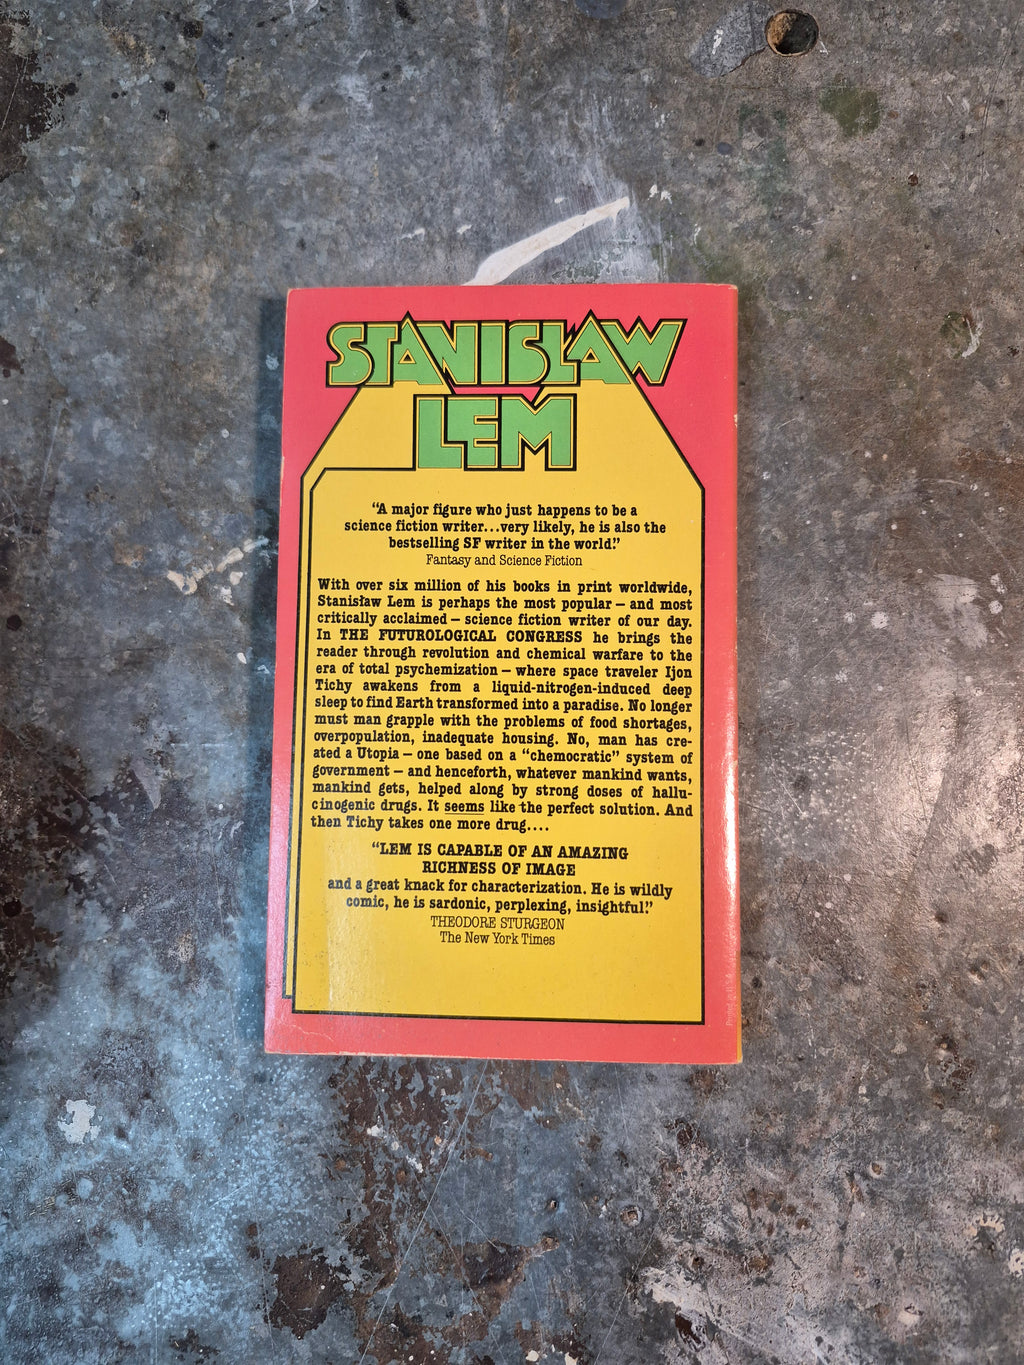 STANISŁAW
LEM
“A major figure who just happens to be a
science fiction writer...very likely, he is also the
bestselling SF writer in the world.”
Fantasy and Science Fiction
With over six million of his books in print worldwide,
Stanisław Lem is perhaps the most popular — and most
critically acclaimed — science fiction writer of our day.
In THE FUTUROLOGICAL CONGRESS he brings the
reader through revolution and chemical warfare to the
era of total psychemization — where space traveler Ijon
Tichy awakens from a liquid-nitrogen-induced deep
sleep to find Earth transformed into a paradise. No longer
must man grapple with the problems of food shortages,
overpopulation, inadequate housing. No, man has cre-
ated a Utopia — one based on a “chemocratic” system of
government — and henceforth, whatever mankind wants,
mankind gets, helped along by strong doses of hallu-
cinogenic drugs. It seems like the perfect solution. And
then Tichy takes one more drug....
“LEM IS CAPABLE OF AN AMAZING
RICHNESS OF IMAGE
and a great knack for characterization. He is wildly
comic, he is sardonic, perplexing, insightful.”
THEODORE STURGEON
The New York Times